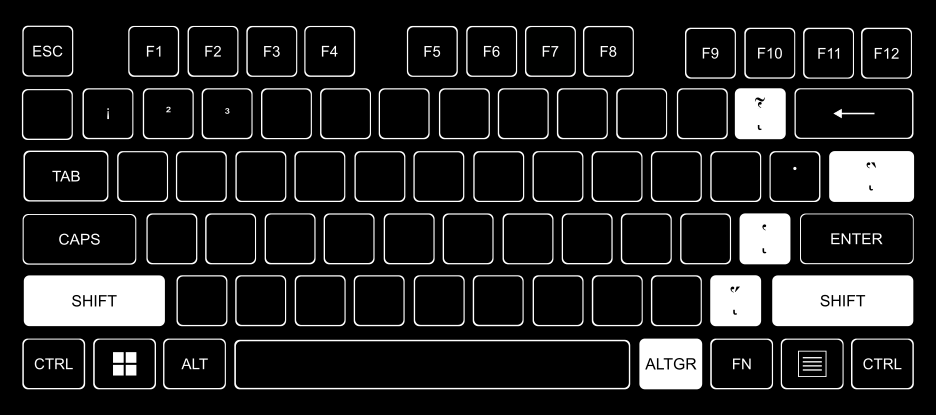 ESC F1 F2 F3 F4 F5 F6 F7 F8 F9 F10 F11 F12
¡ ² ³ ῟ͺ ←
TAB · ῝ͺ
CAPS ῾ͺ ENTER
SHIFT ῞ͺ SHIFT
CTRL ALT ALTGR FN CTRL